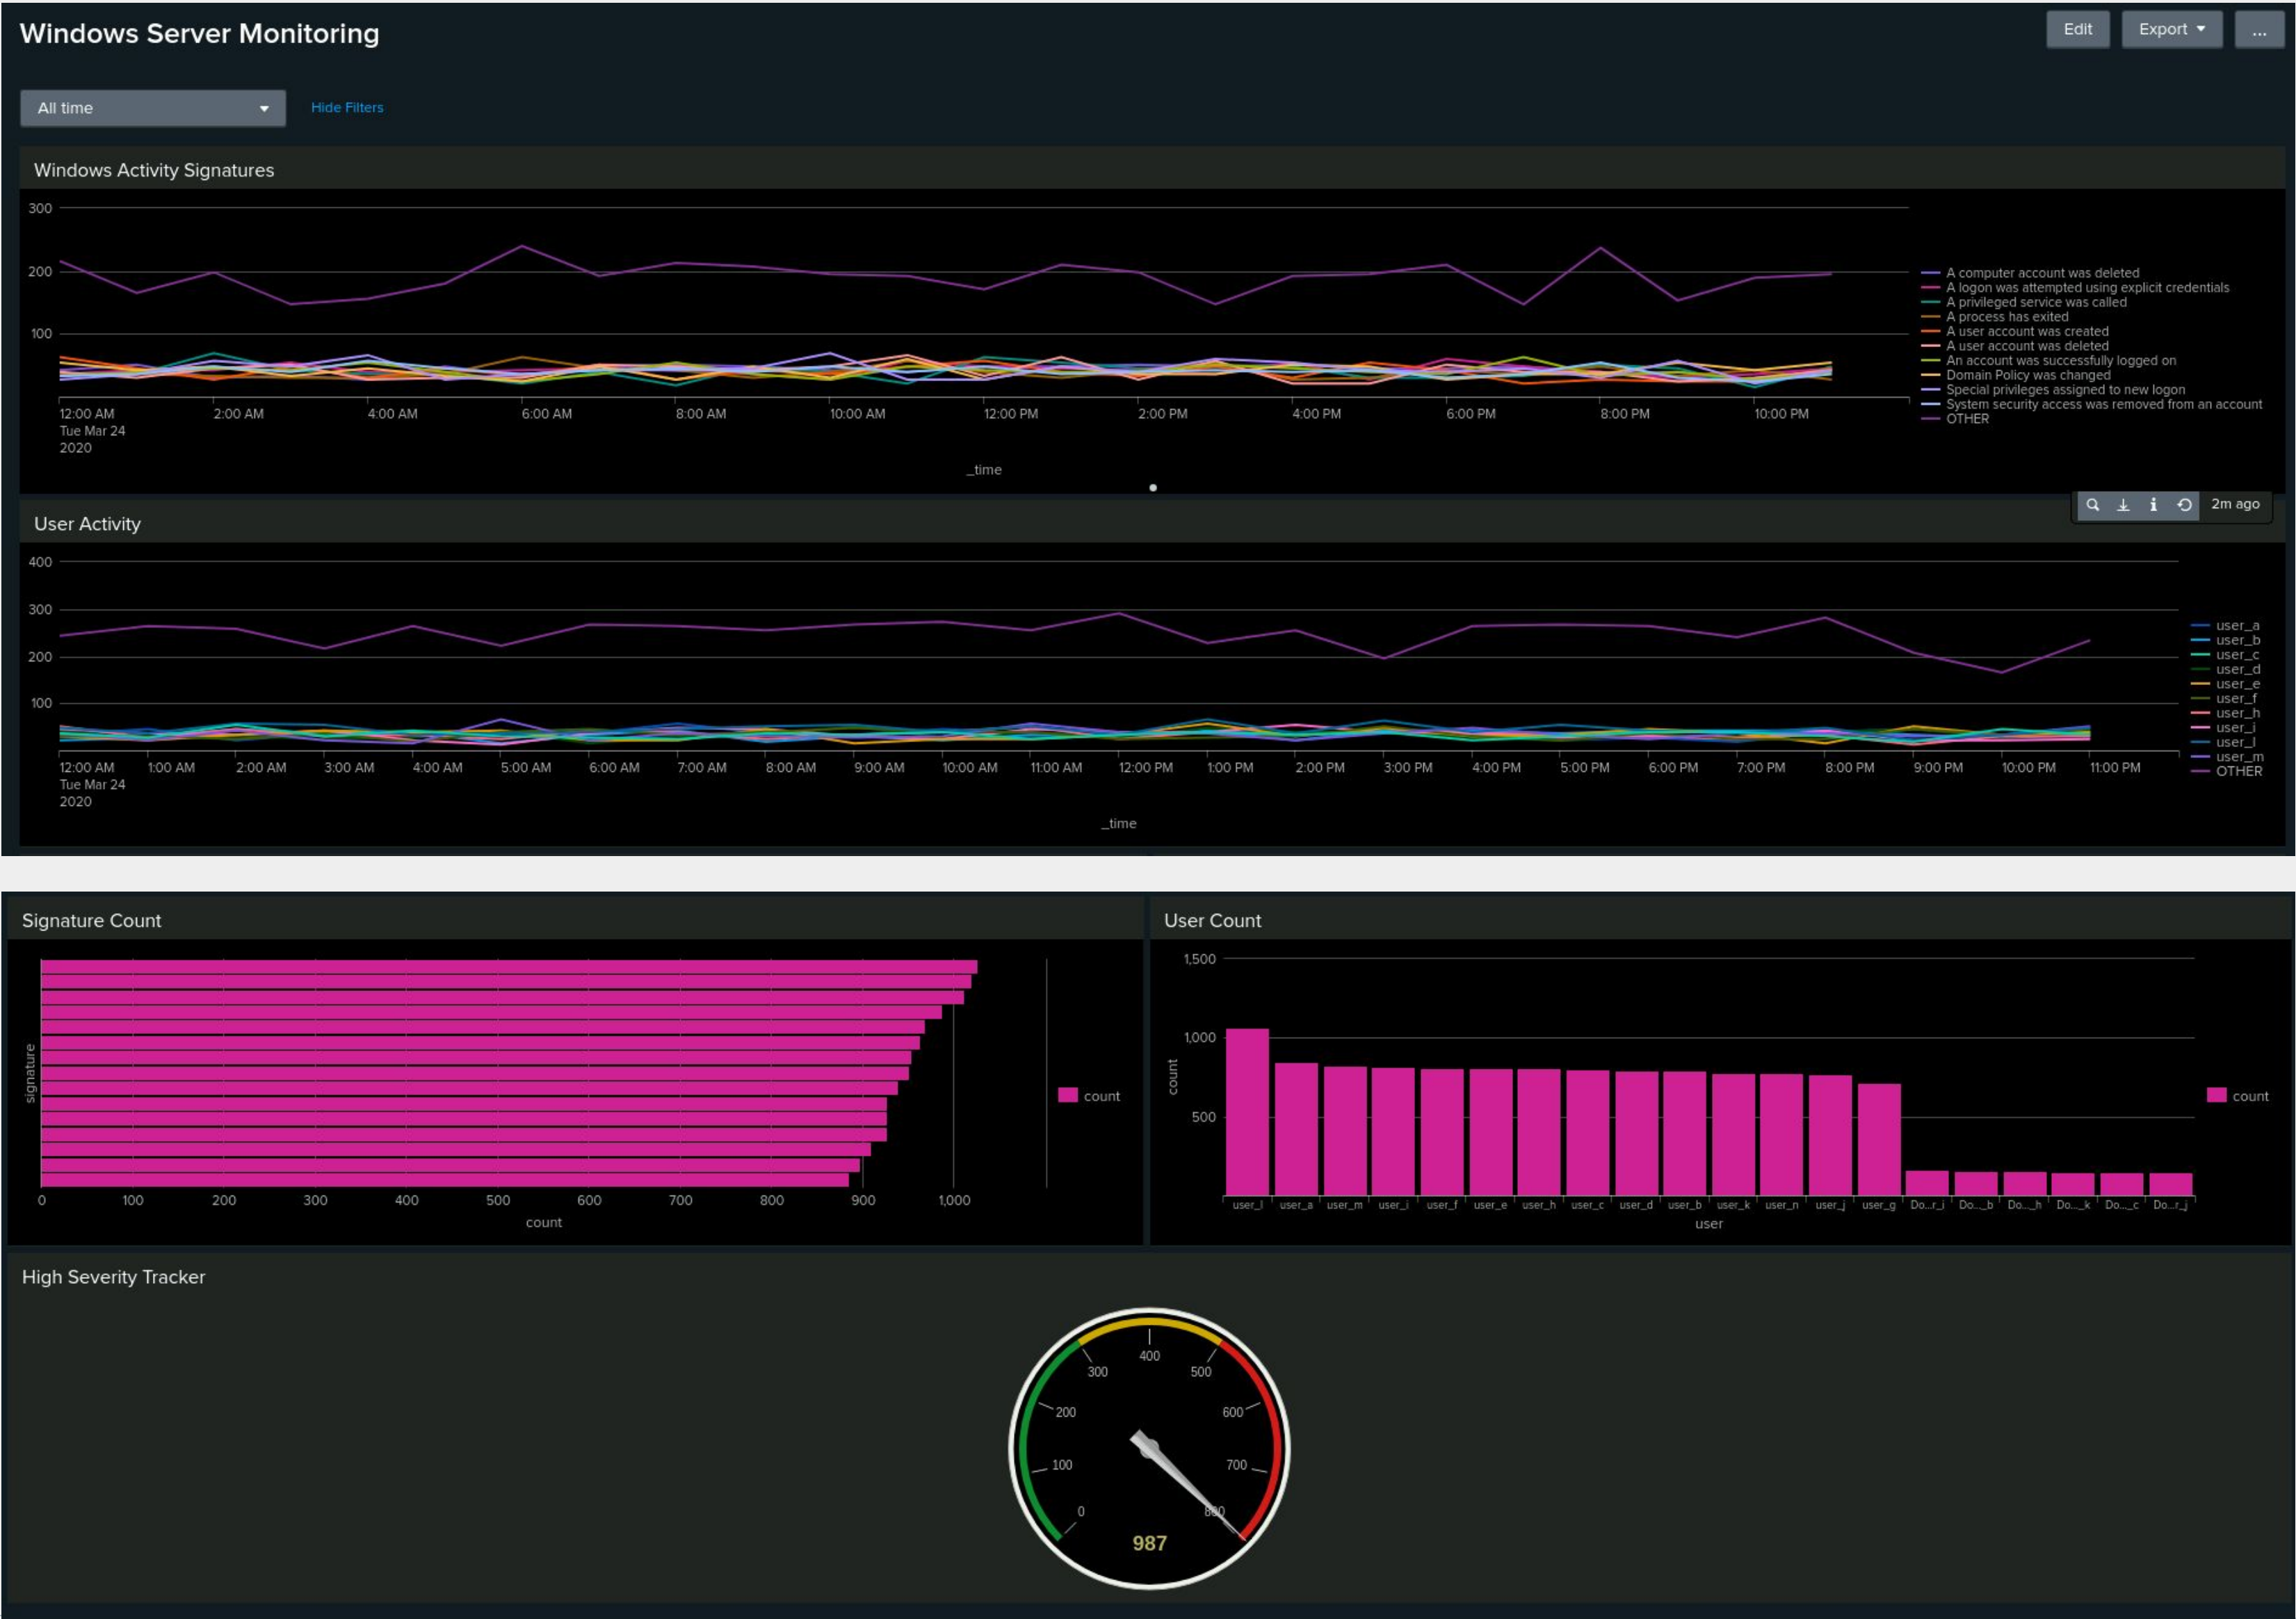 Windows Server Monitoring
Edit
Export
...
All time
Hide Filters
Windows Activity Signatures
300
200
100
12:00 AM 2:00 AM 4:00 AM 6:00 AM 8:00 AM 10:00 AM 12:00 PM 2:00 PM 4:00 PM 6:00 PM 8:00 PM 10:00 PM
Tue Mar 24
2020
_time
A computer account was deleted
A logon was attempted using explicit credentials
A privileged service was called
A process has exited
A user account was created
A user account was deleted
An account was successfully logged on
Domain Policy was changed
Special privileges assigned to new logon
System security access was removed from an account
OTHER
2m ago
User Activity
400
300
200
100
12:00 AM 1:00 AM 2:00 AM 3:00 AM 4:00 AM 5:00 AM 6:00 AM 7:00 AM 8:00 AM 9:00 AM 10:00 AM 11:00 AM 12:00 PM 1:00 PM 2:00 PM 3:00 PM 4:00 PM 5:00 PM 6:00 PM 7:00 PM 8:00 PM 9:00 PM 10:00 PM 11:00 PM
Tue Mar 24
2020
_time
user_a
user_b
user_c
user_d
user_e
user_f
user_h
user_i
user_l
user_m
OTHER
Signature Count
signature
0 100 200 300 400 500 600 700 800 900 1,000
count
count
User Count
1,500
1,000
500
count
user_l user_a user_m user_i user_f user_e user_h user_c user_d user_b user_k user_n user_j user_g Do...r_i Do..._b Do..._h Do..._k Do..._c Do...r_j
user
count
High Severity Tracker
0
100
200
300
400
500
600
700
800
987